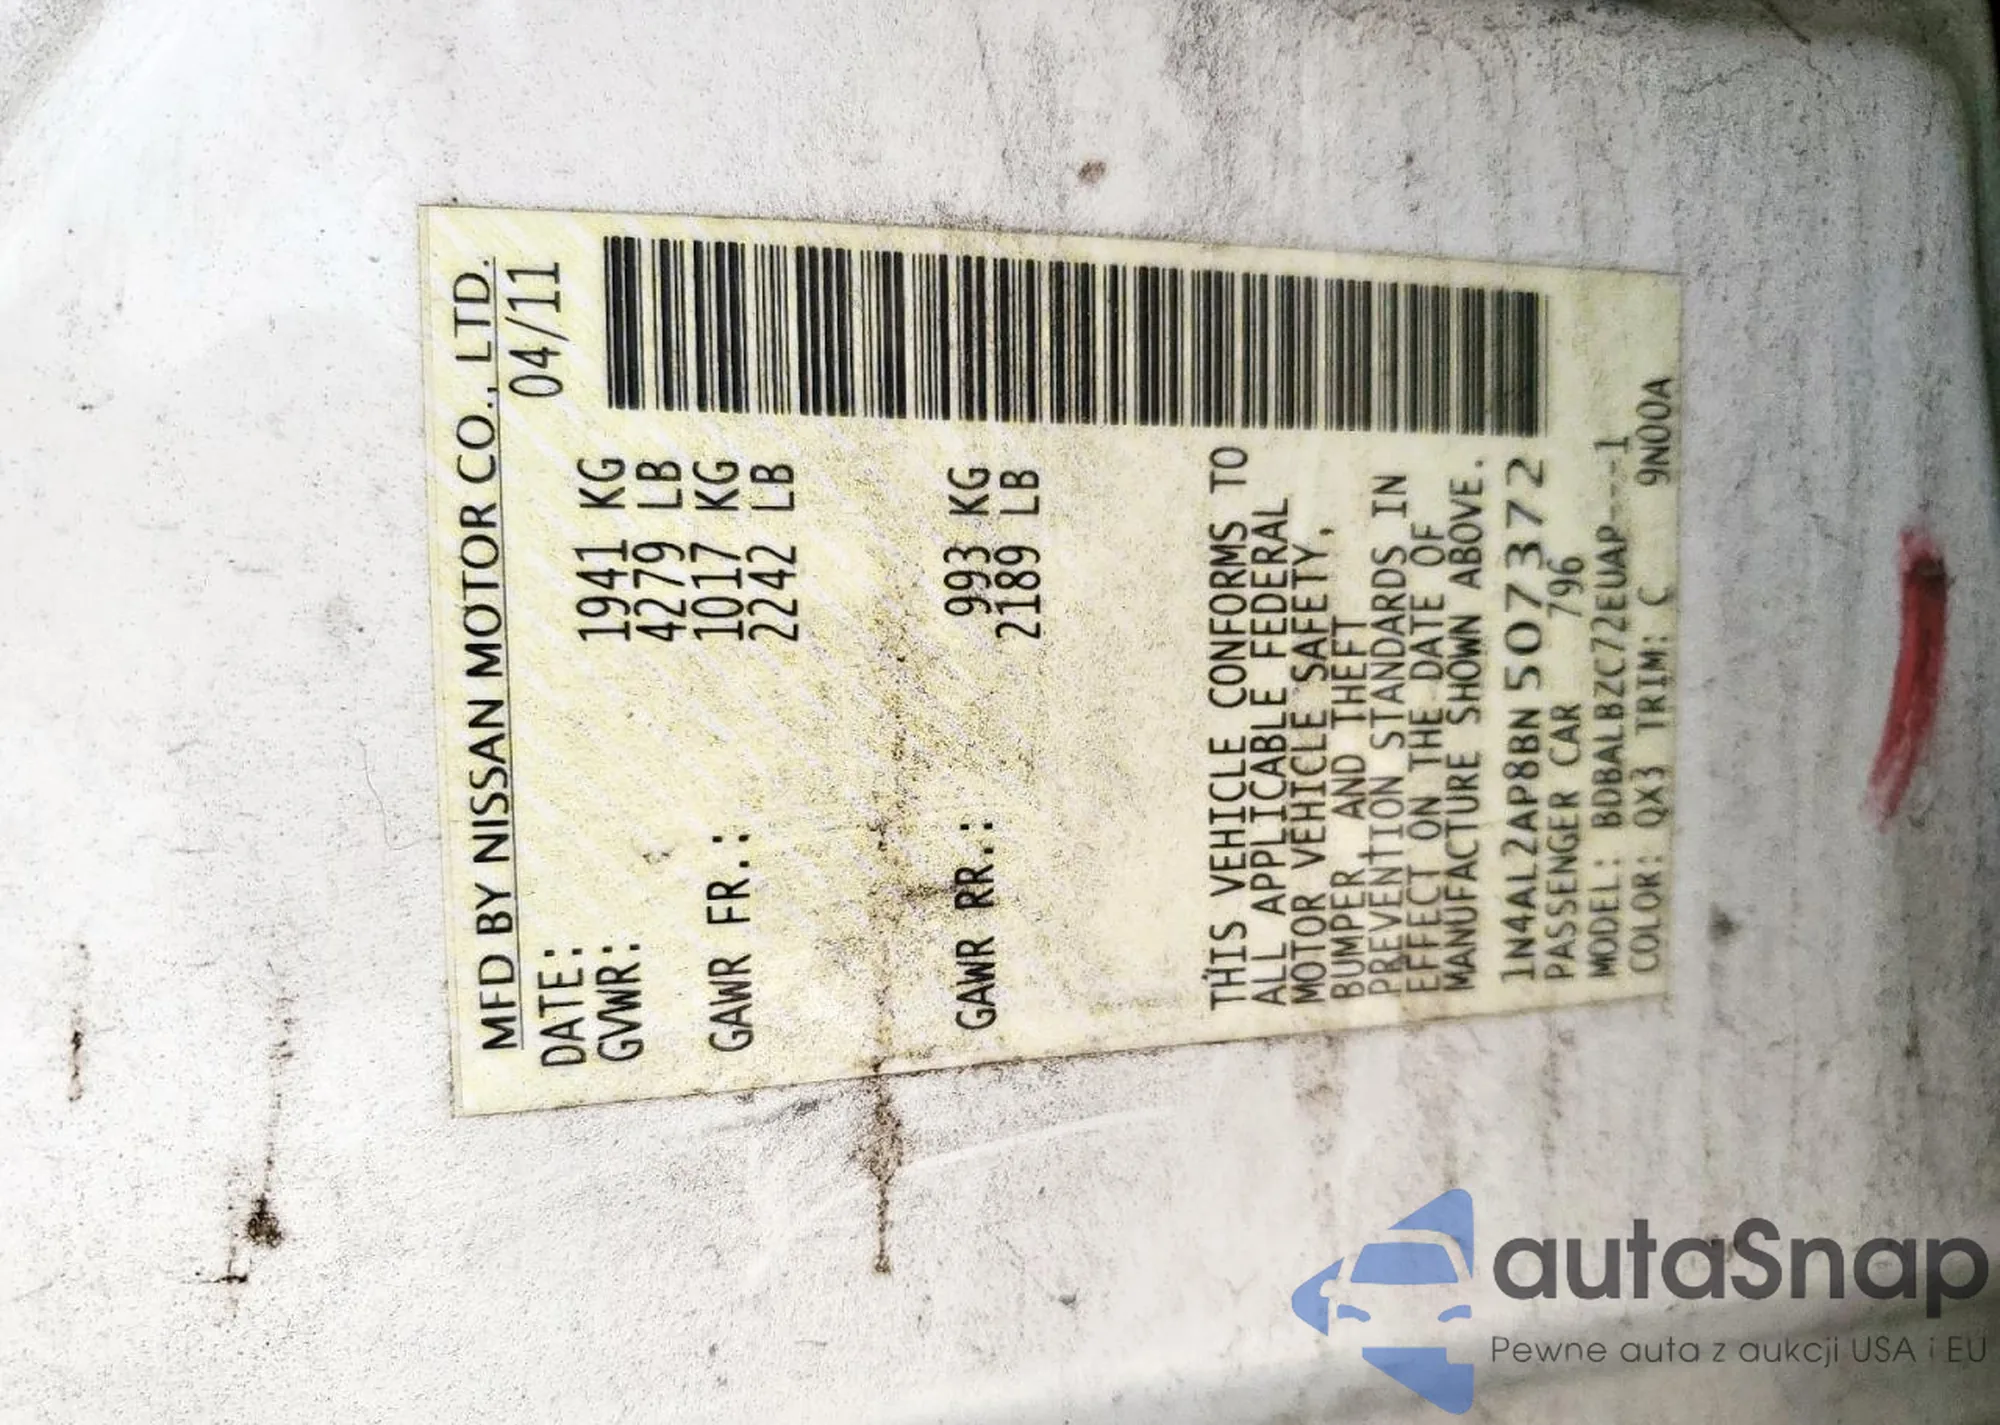 MFD BY NISSAN MOTOR CO., LTD.
DATE: 04/11
GVWR: 1941 KG
4279 LB
GAWR FR.: 1017 KG
2242 LB
GAWR RR.: 993 KG
2189 LB
THIS VEHICLE CONFORMS TO
ALL APPLICABLE FEDERAL
MOTOR VEHICLE SAFETY,
BUMPER, AND THEFT
PREVENTION STANDARDS IN
EFFECT ON THE DATE OF
MANUFACTURE SHOWN ABOVE.
1N4AL2AP8BN507372
PASSENGER CAR 796
MODEL: BDBALBZC72EUAP---1
COLOR: QX3 TRIM: C 9N00A
autaSnap
Pewne auta z aukcji USA i EU